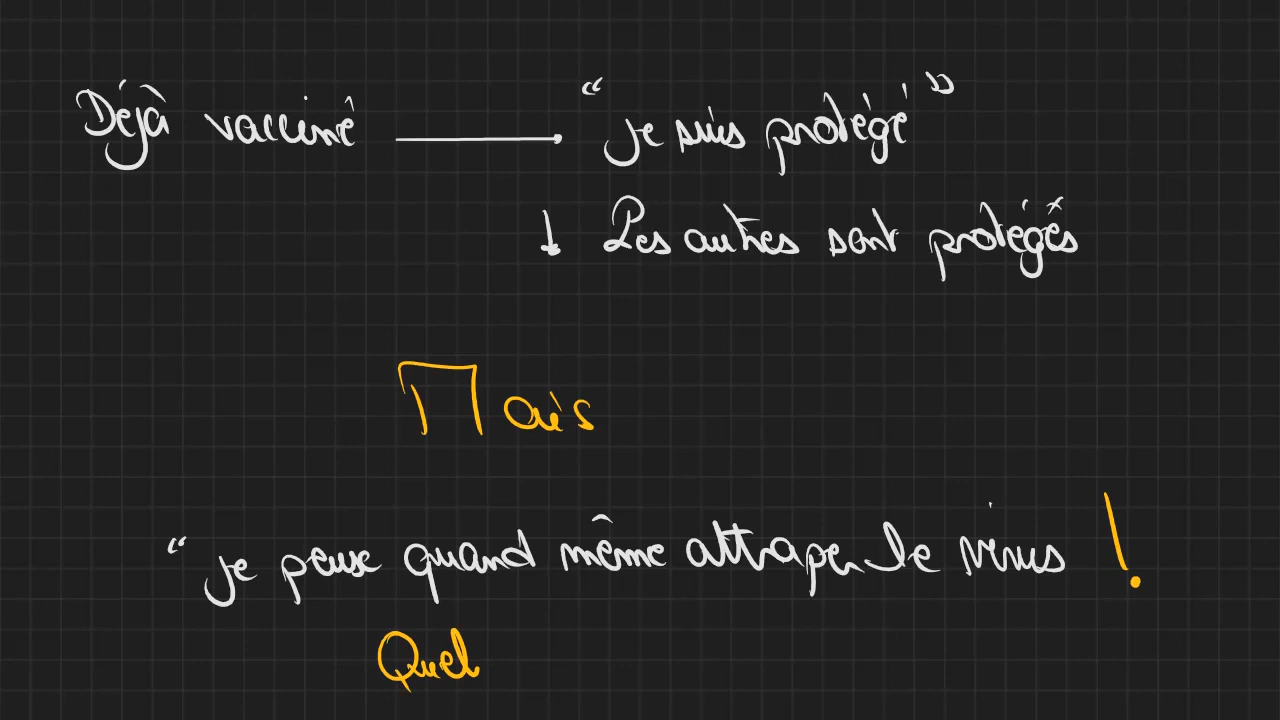 Déjà vacciné → “je suis protégé”
↓ Les autres sont protégés
Mais
“je peux quand même attraper le virus !
Quel